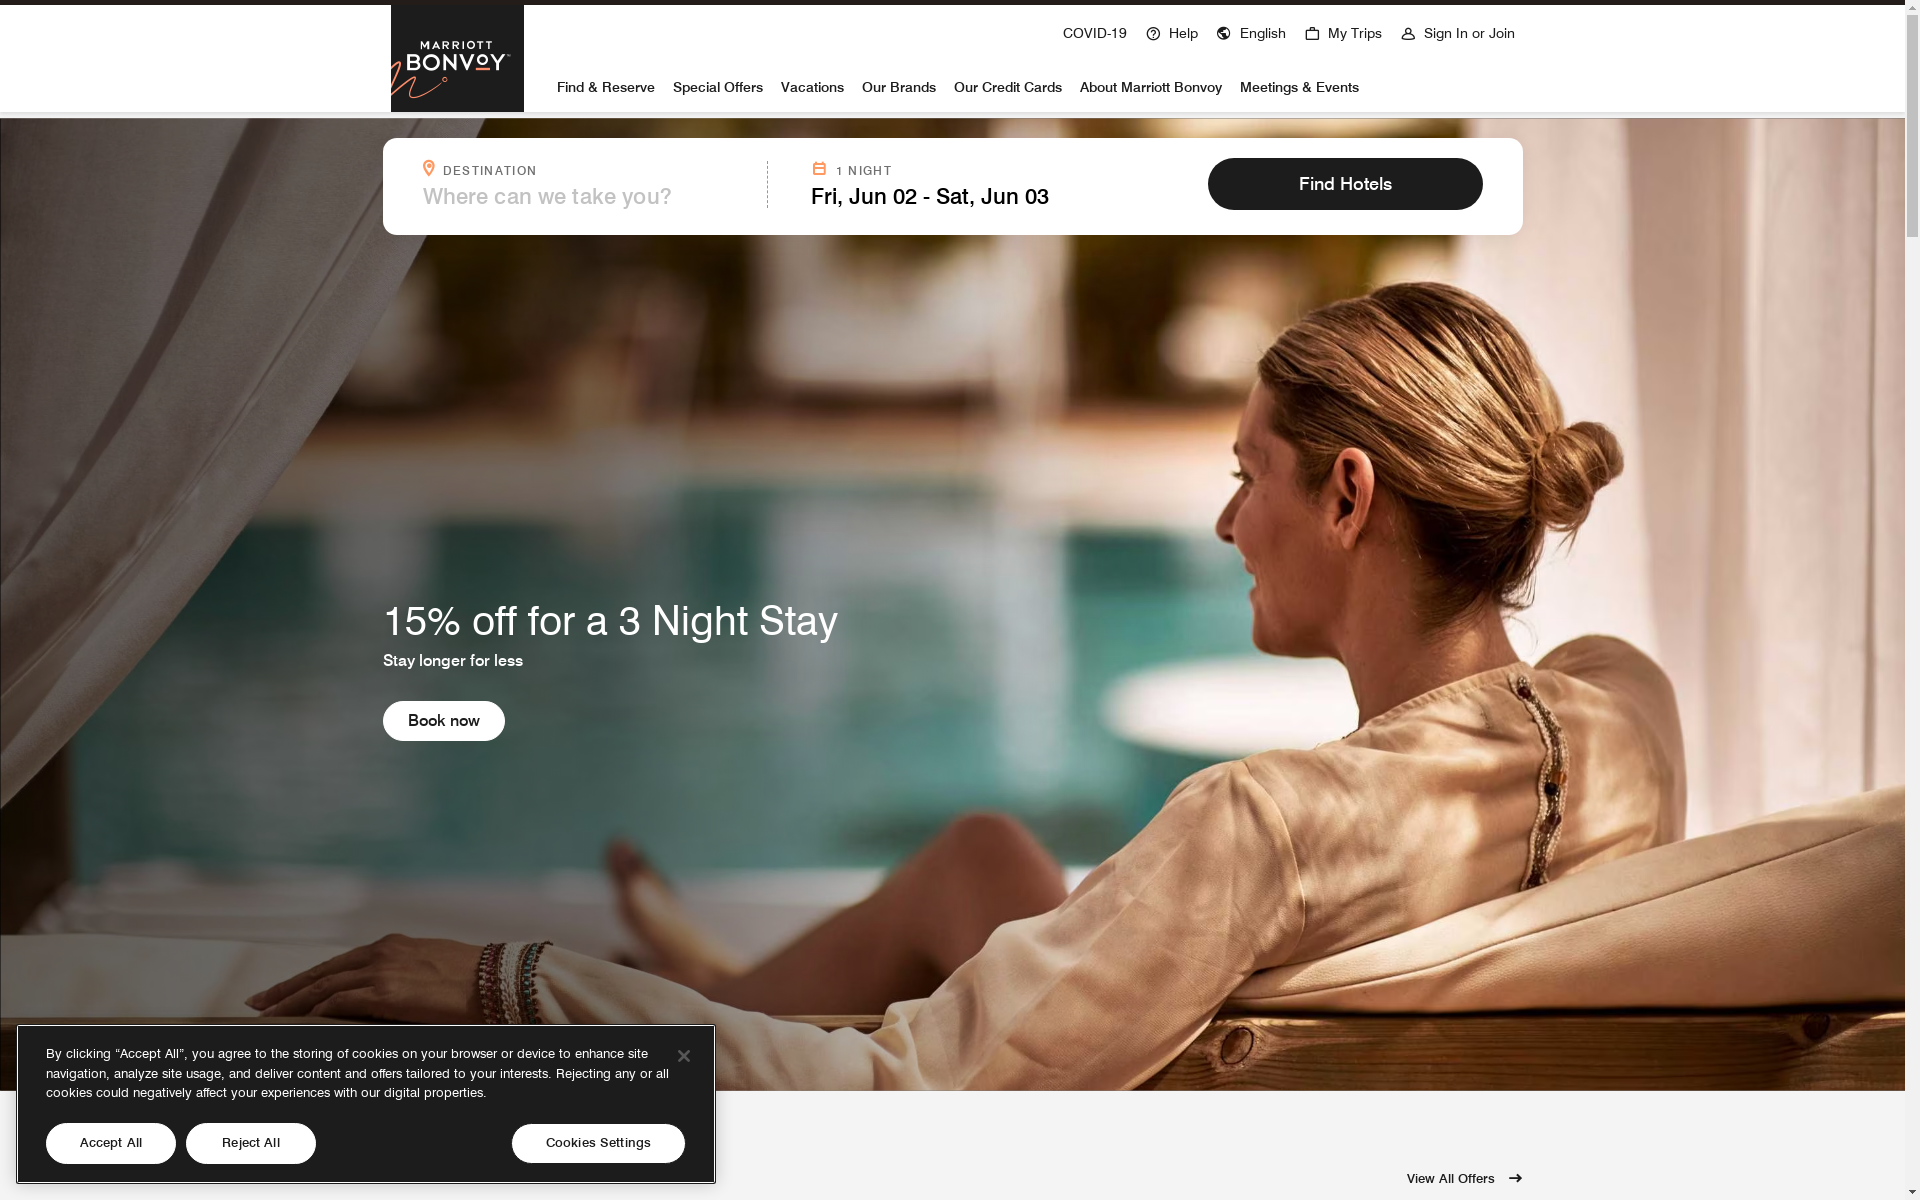 COVID-19
Help
English
My Trips
Sign In or Join
MARRIOTT
BONVOY
Find & Reserve
Special Offers
Vacations
Our Brands
Our Credit Cards
About Marriott Bonvoy
Meetings & Events
DESTINATION
Where can we take you?
1 NIGHT
Fri, Jun 02 - Sat, Jun 03
Find Hotels
15% off for a 3 Night Stay
Stay longer for less
Book now
By clicking “Accept All”, you agree to the storing of cookies on your browser or device to enhance site
navigation, analyze site usage, and deliver content and offers tailored to your interests. Rejecting any or all
cookies could negatively affect your experiences with our digital properties.
Accept All
Reject All
Cookies Settings
View All Offers